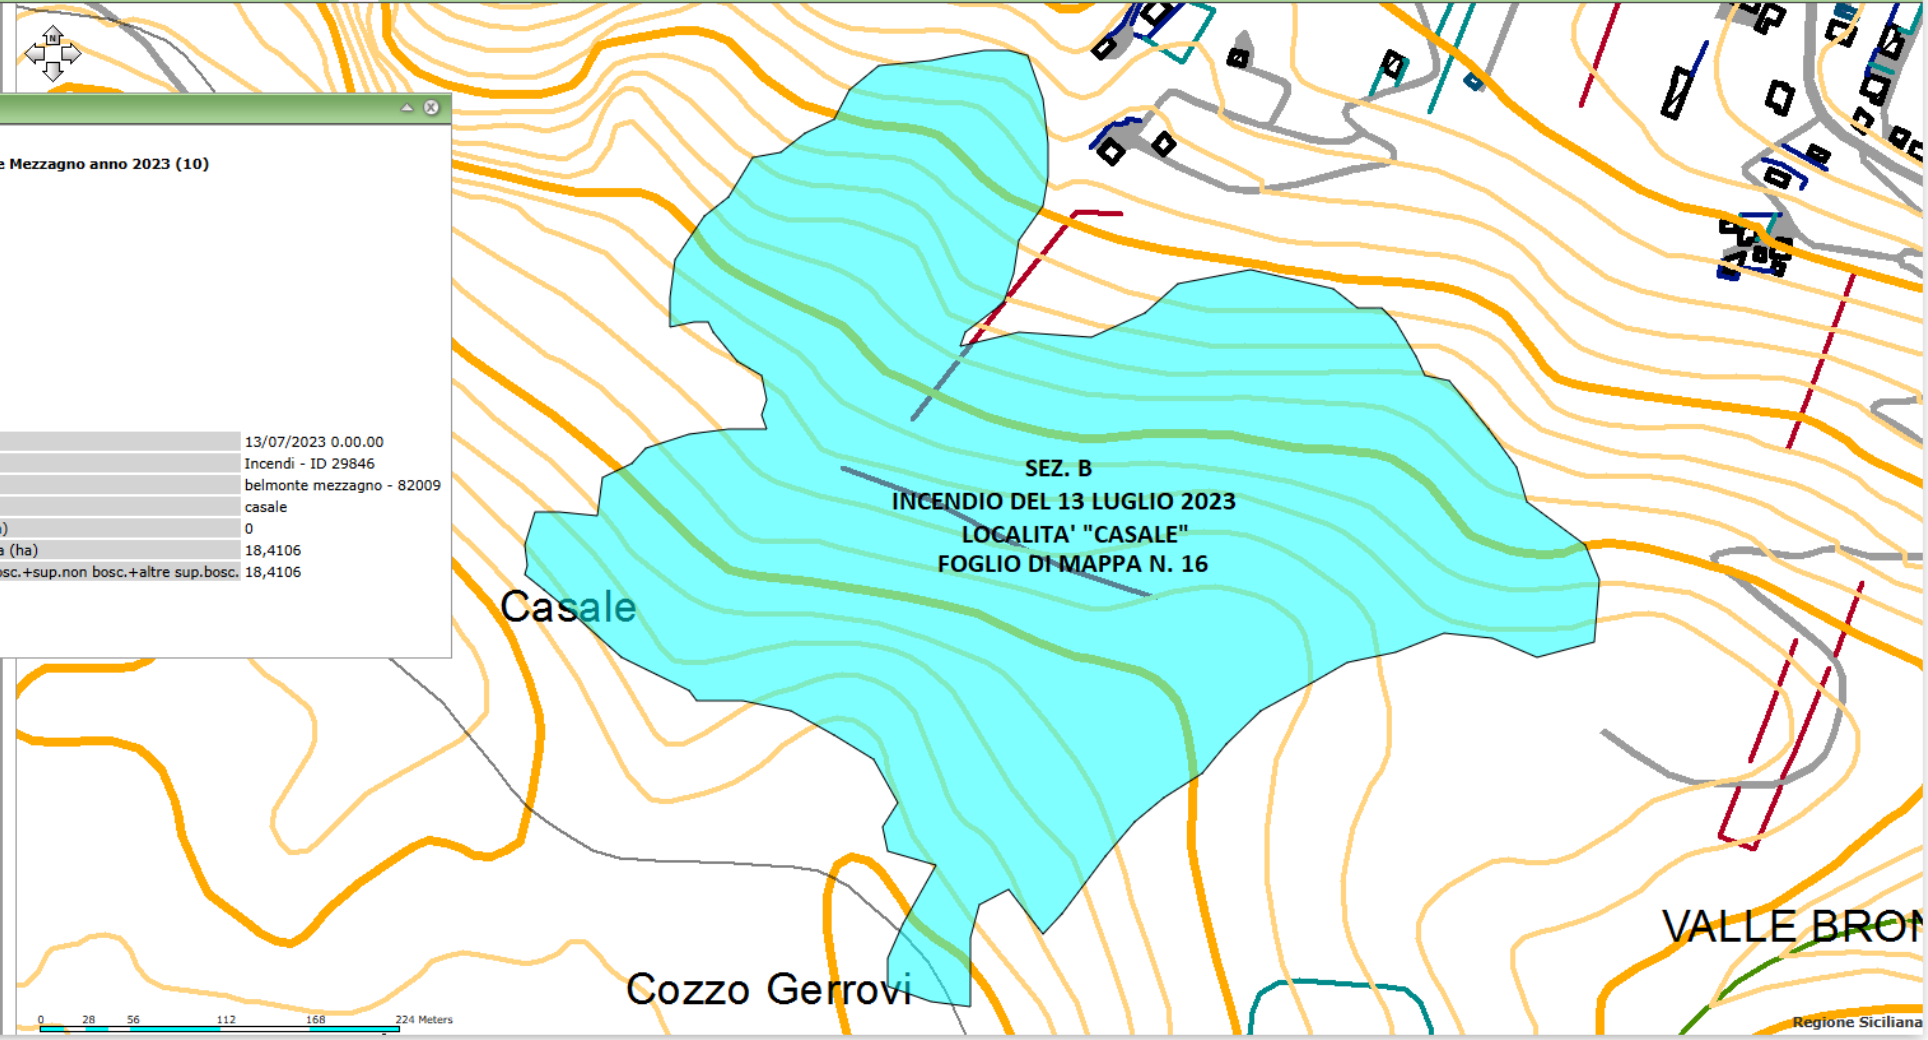 N
e Mezzagno anno 2023 (10)
13/07/2023 0.00.00
Incendi - ID 29846
belmonte mezzagno - 82009
casale
)
0
a (ha)
18,4106
osc.+sup.non bosc.+altre sup.bosc.
18,4106
SEZ. B
INCENDIO DEL 13 LUGLIO 2023
LOCALITA' "CASALE"
FOGLIO DI MAPPA N. 16
Casale
VALLE BRON
Cozzo Gerrovi
0 28 56 112 168 224 Meters
Regione Siciliana